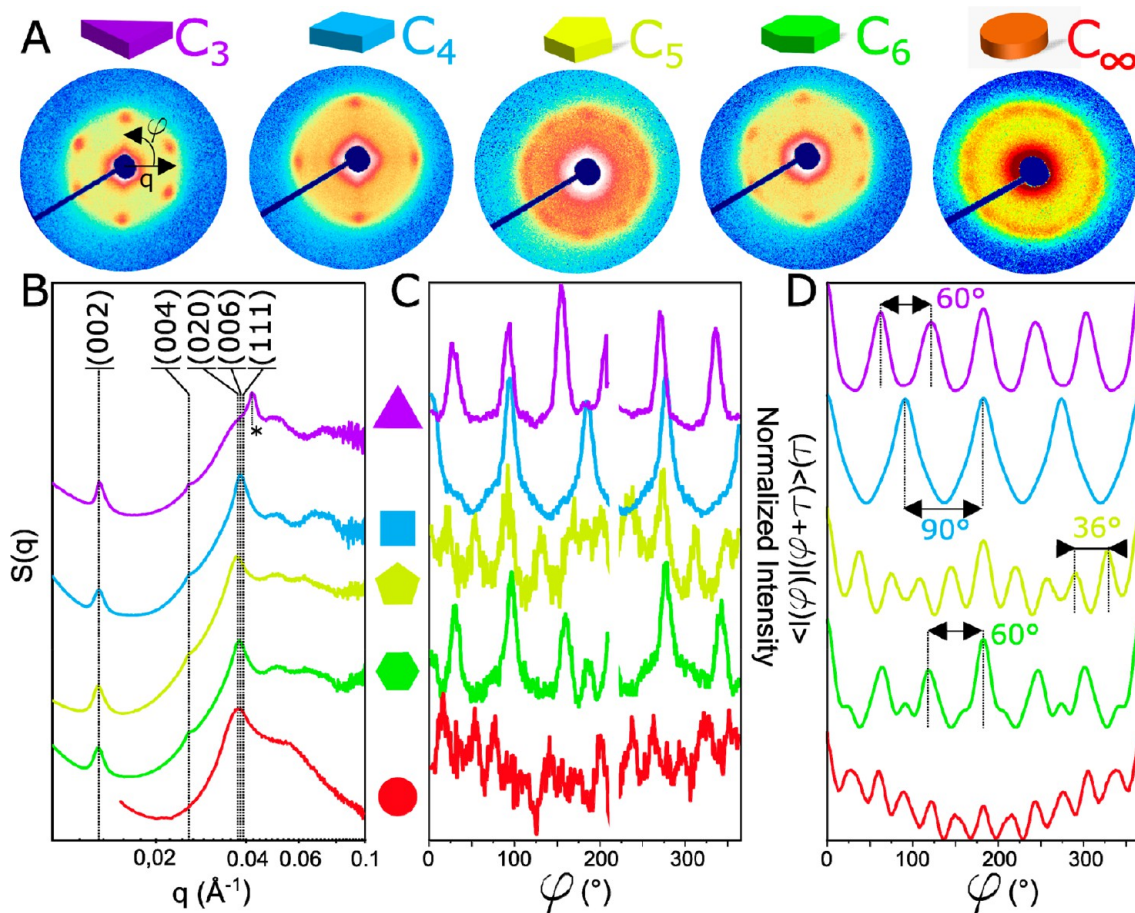 A
C3
C4
C5
C6
C∞
φ
q
B
C
D
(002)
(004)
(020)
(006)
(111)
*
60°
90°
36°
60°
S(q)
Normalized Intensity
<I(φ)I(φ+τ)>(τ)
0,02
0.04
0.06
0.1
q (Å-1)
0
100
200
300
φ (°)
0
100
200
300
φ (°)